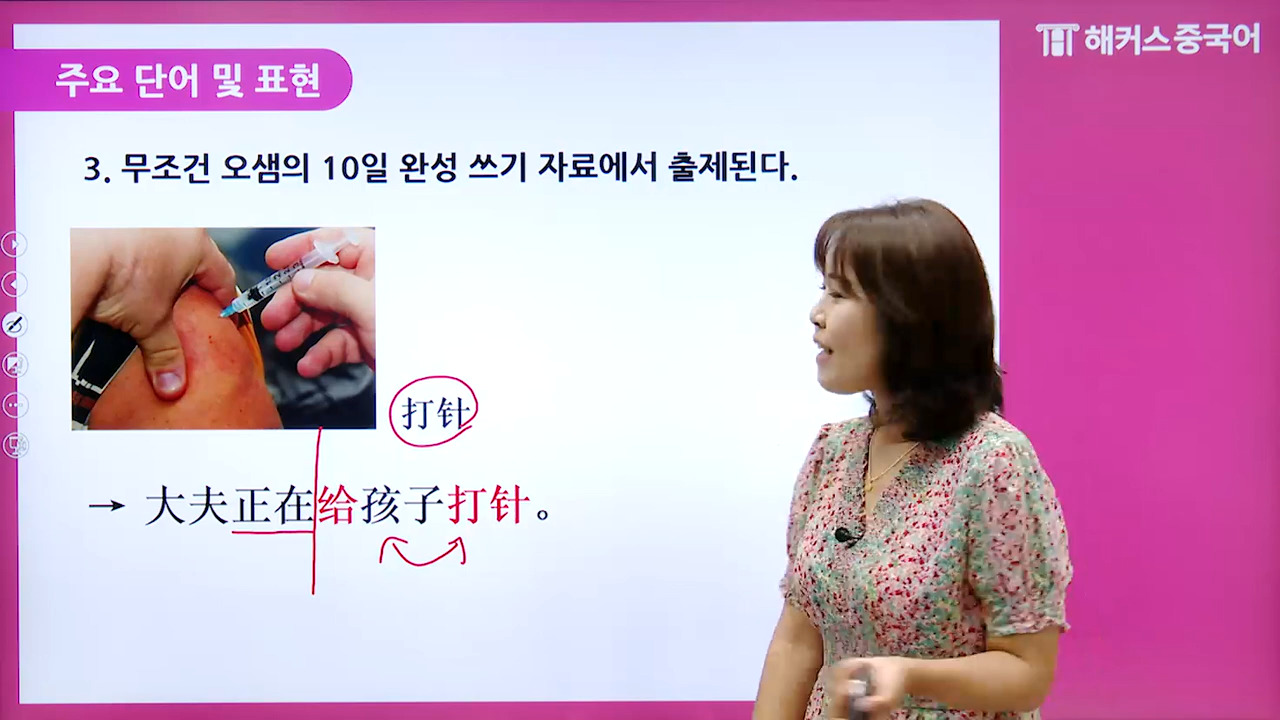 해커스중국어
주요 단어 및 표현
3. 무조건 오샘의 10일 완성 쓰기 자료에서 출제된다.
打针
→ 大夫正在给孩子打针。